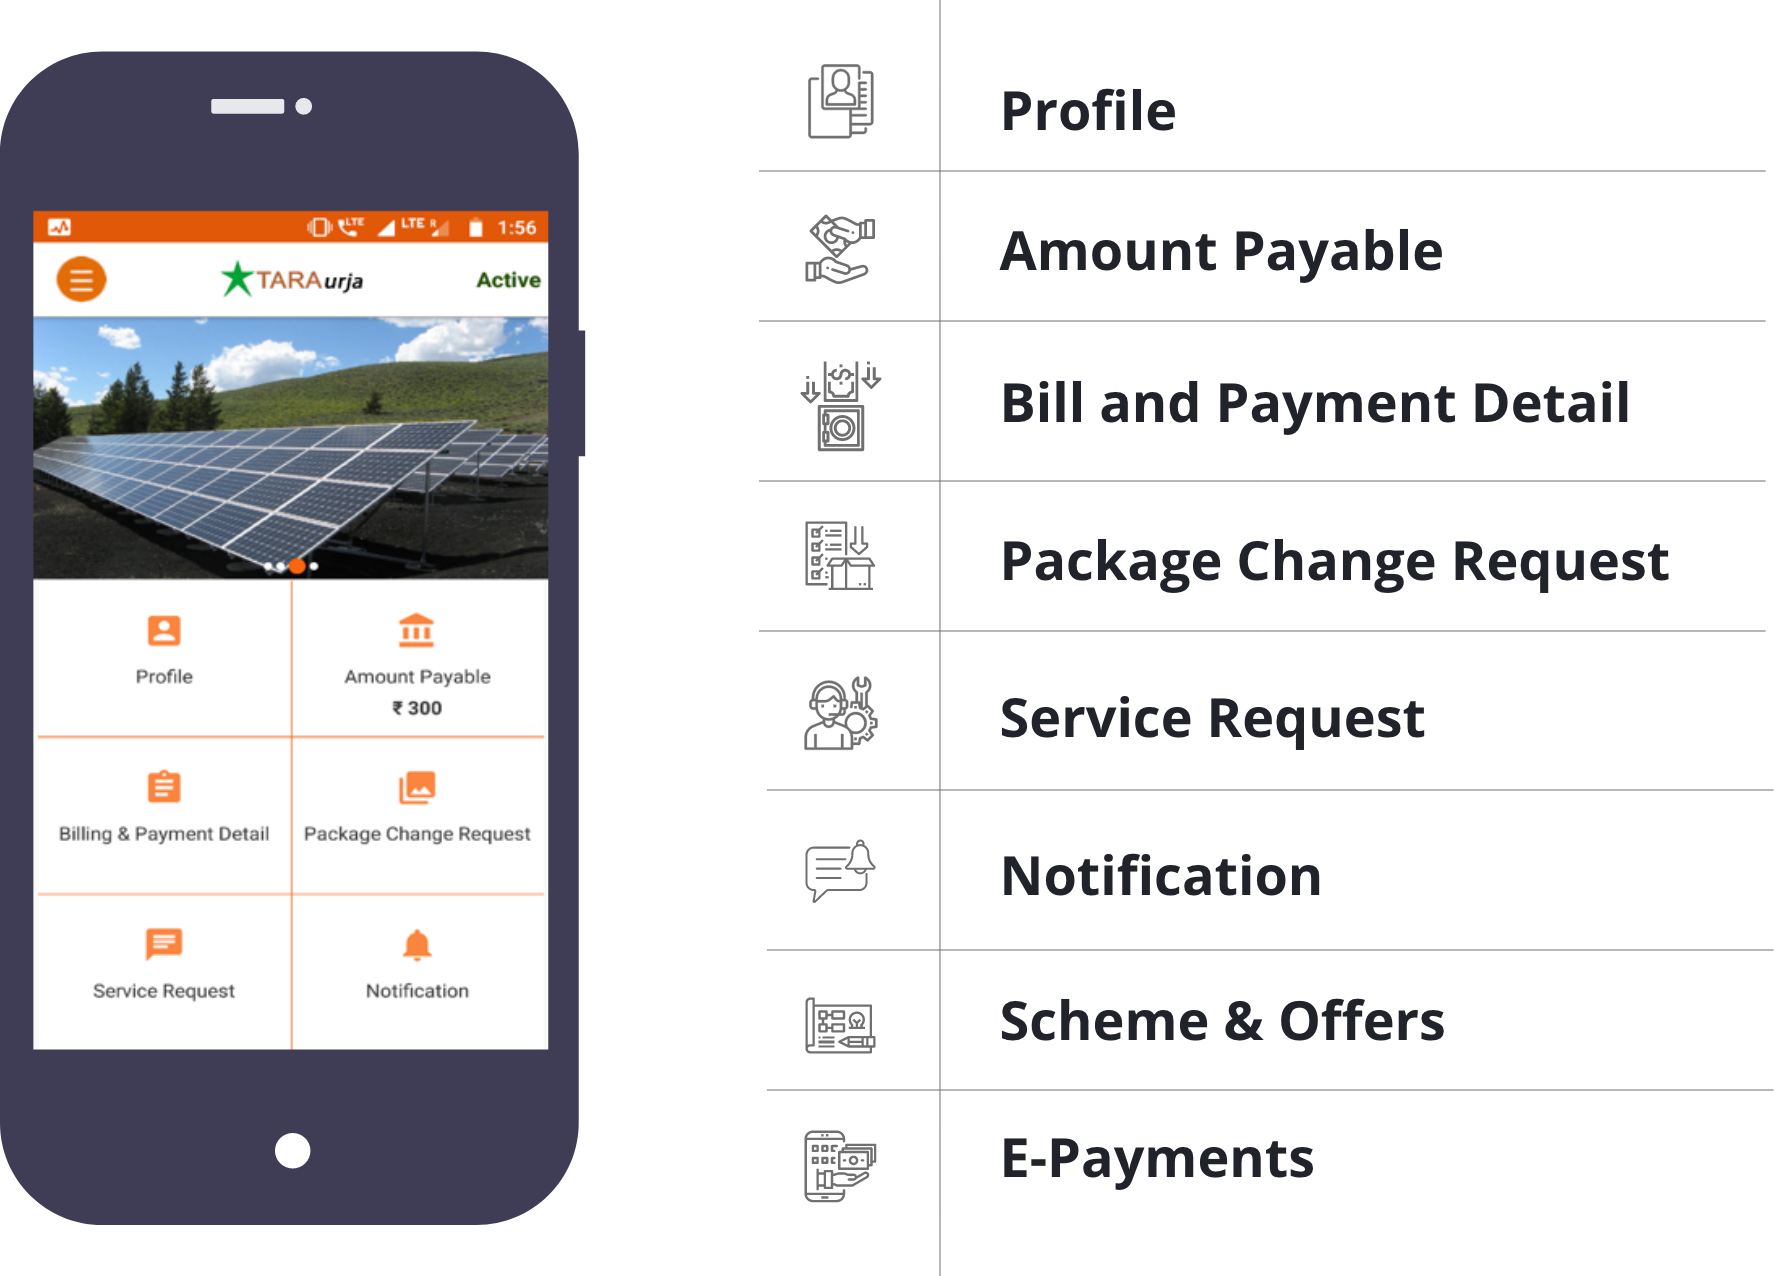 LTE LTE R 1:56
TARAurja
Active
Profile
Amount Payable
₹ 300
Billing & Payment Detail
Package Change Request
Service Request
Notification
Profile
Amount Payable
Bill and Payment Detail
Package Change Request
Service Request
Notification
Scheme & Offers
E-Payments